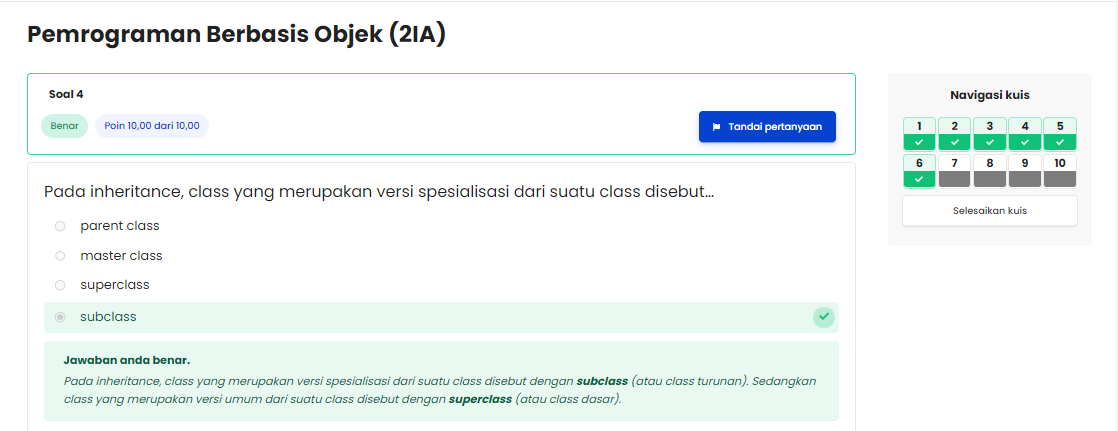 Pemrograman Berbasis Objek (2IA)
Soal 4
Benar
Poin 10,00 dari 10,00
Tandai pertanyaan
Pada inheritance, class yang merupakan versi spesialisasi dari suatu class disebut...
parent class
master class
superclass
subclass
Jawaban anda benar.
Pada inheritance, class yang merupakan versi spesialisasi dari suatu class disebut dengan subclass (atau class turunan). Sedangkan
class yang merupakan versi umum dari suatu class disebut dengan superclass (atau class dasar).
Navigasi kuis
1 2 3 4 5
6 7 8 9 10
Selesaikan kuis